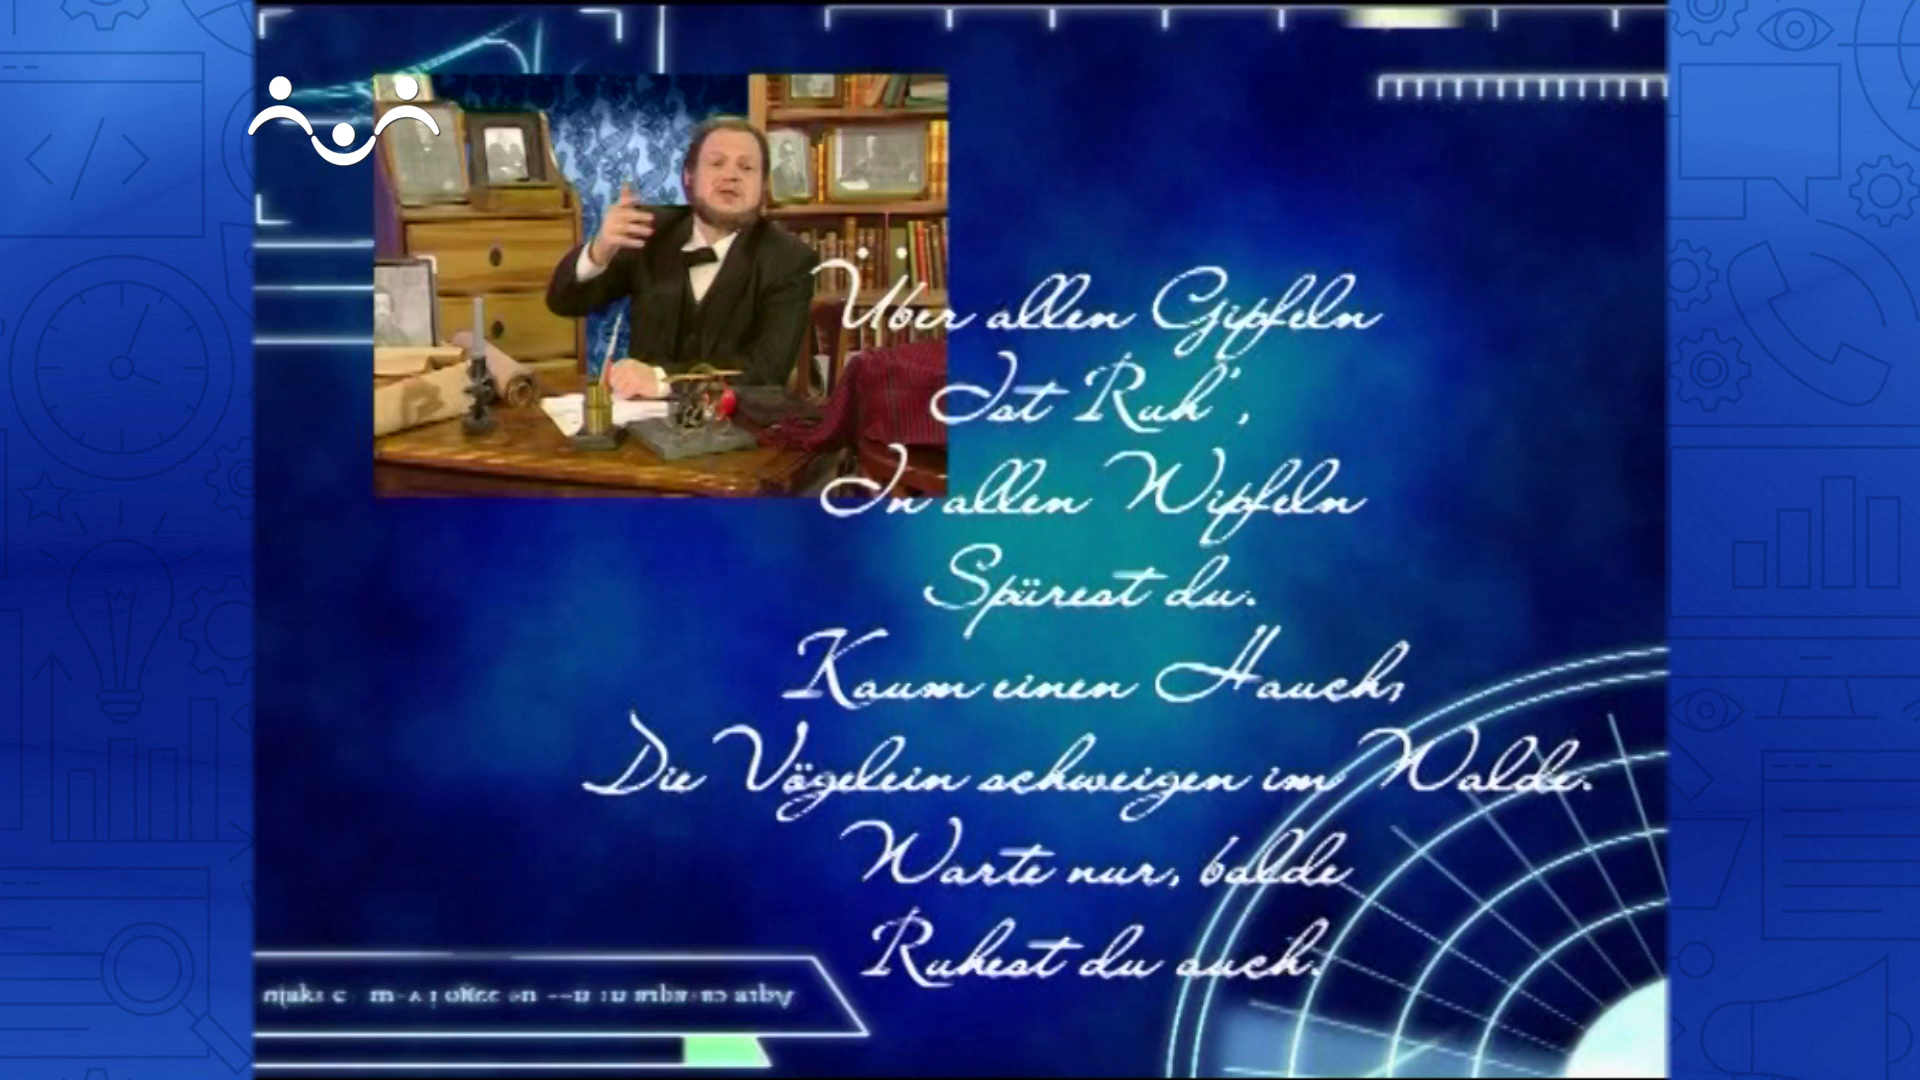 Über allen Gipfeln
Ist Ruh',
In allen Wipfeln
Spürest du.
Kaum einen Hauch;
Die Vögelein schweigen im Walde.
Warte nur, balde
Ruhest du auch.